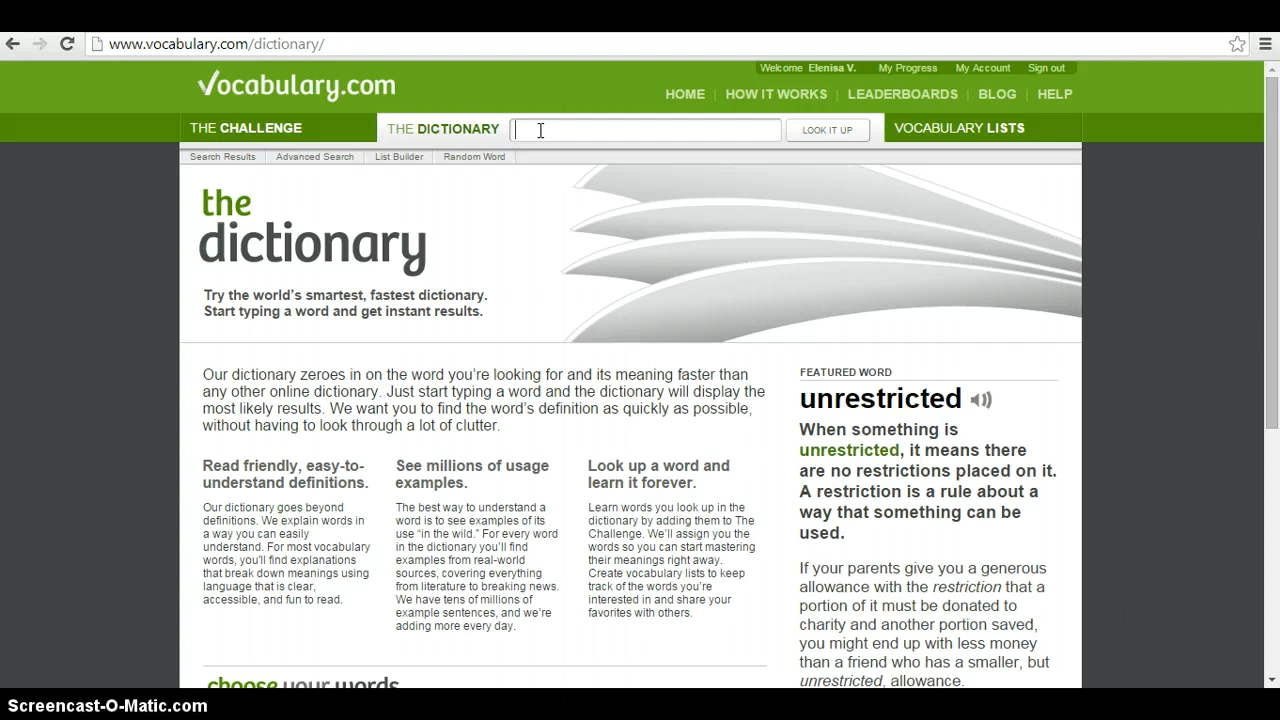 www.vocabulary.com/dictionary/
Welcome Elenisa V. My Progress My Account Sign out
Vocabulary.com
HOME HOW IT WORKS LEADERBOARDS BLOG HELP
THE CHALLENGE THE DICTIONARY LOOK IT UP VOCABULARY LISTS
Search Results Advanced Search List Builder Random Word
the
dictionary
Try the world's smartest, fastest dictionary.
Start typing a word and get instant results.
Our dictionary zeroes in on the word you're looking for and its meaning faster than
any other online dictionary. Just start typing a word and the dictionary will display the
most likely results. We want you to find the word's definition as quickly as possible,
without having to look through a lot of clutter.
Read friendly, easy-to-
understand definitions.
Our dictionary goes beyond
definitions. We explain words in
a way you can easily
understand. For most vocabulary
words, you'll find explanations
that break down meanings using
language that is clear,
accessible, and fun to read.
See millions of usage
examples.
The best way to understand a
word is to see examples of its
use "in the wild." For every word
in the dictionary you'll find
examples from real-world
sources, covering everything
from literature to breaking news.
We have tens of millions of
example sentences, and we're
adding more every day.
Look up a word and
learn it forever.
Learn words you look up in the
dictionary by adding them to The
Challenge. We'll assign you the
words so you can start mastering
their meanings right away.
Create vocabulary lists to keep
track of the words you're
interested in and share your
favorites with others.
choose your words
FEATURED WORD
unrestricted
When something is
unrestricted, it means there
are no restrictions placed on it.
A restriction is a rule about a
way that something can be
used.
If your parents give you a generous
allowance with the restriction that a
portion of it must be donated to
charity and another portion saved,
you might end up with less money
than a friend who has a smaller, but
unrestricted, allowance.
Screencast-O-Matic.com